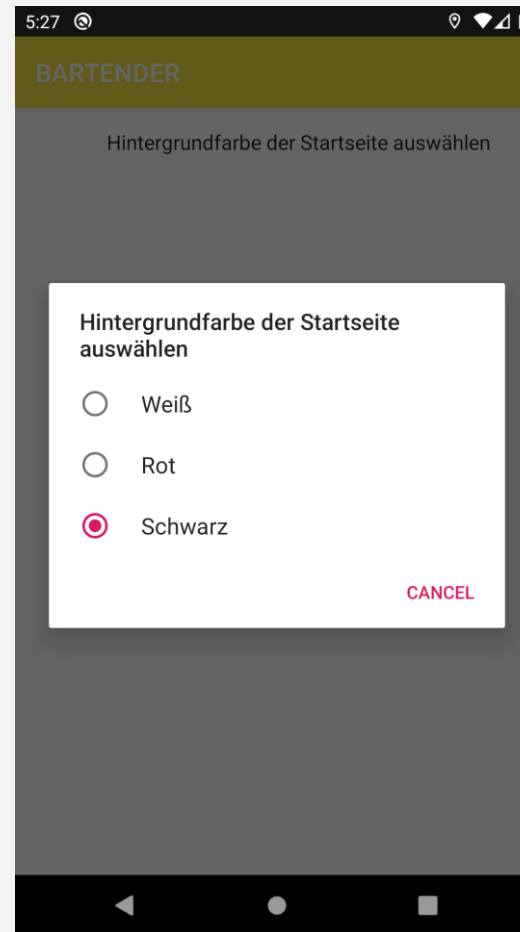 5:27
BARTENDER
Hintergrundfarbe der Startseite auswählen
Hintergrundfarbe der Startseite
auswählen
Weiß
Rot
Schwarz
CANCEL